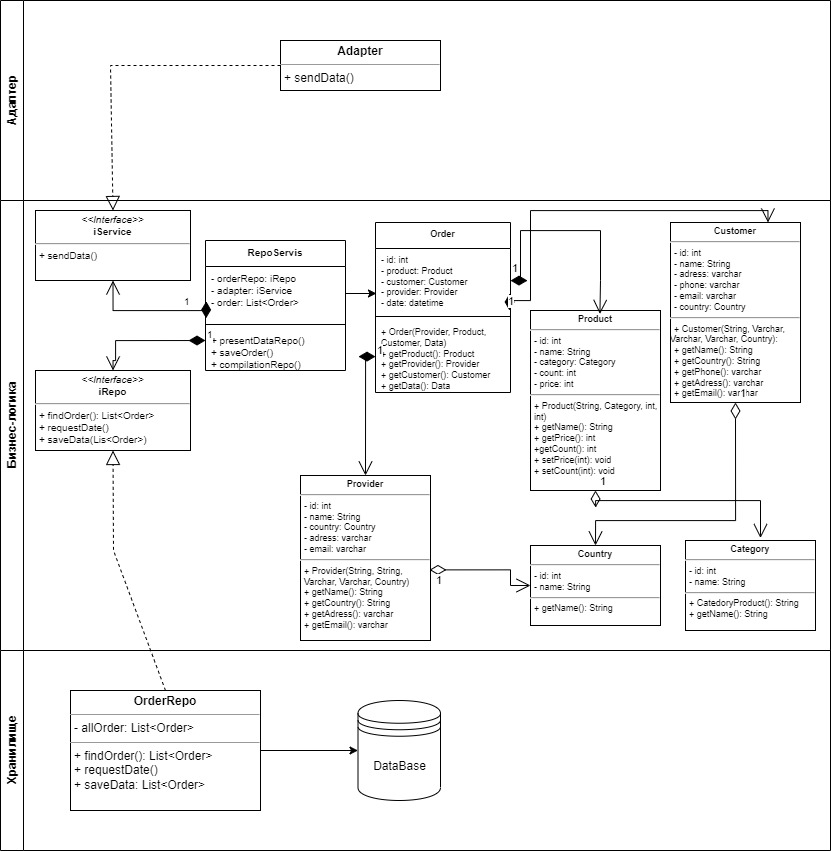 Адаптер
Adapter
+ sendData()
Бизнес-логика
<<Interface>>
iService
+ sendData()
1
RepoServis
- orderRepo: iRepo
- adapter: iService
- order: List<Order>
+ presentDataRepo()
+ saveOrder()
+ compilationRepo()
1
<<Interface>>
iRepo
+ findOrder(): List<Order>
+ requestDate()
+ saveData(Lis<Order>)
Order
- id: int
- product: Product
- customer: Customer
- provider: Provider
- date: datetime
+ Order(Provider, Product,
Customer, Data)
+ getProduct(): Product
+ getProvider(): Provider
+ getCustomer(): Customer
+ getData(): Data
1
1
1
Product
- id: int
- name: String
- category: Category
- count: int
- price: int
+ Product(String, Category, int,
int)
+ getName(): String
+ getPrice(): int
+getCount(): int
+ setPrice(int): void
+ setCount(int): void
1
Customer
- id: int
- name: String
- adress: varchar
- phone: varchar
- email: varchar
- country: Country
+ Customer(String, Varchar,
Varchar, Varchar, Country):
+ getName(): String
+ getCountry(): String
+ getPhone(): varchar
+ getAdress(): varchar
+ getEmail(): varchar
1
Provider
- id: int
- name: String
- country: Country
- adress: varchar
- email: varchar
+ Provider(String, String,
Varchar, Varchar, Country)
+ getName(): String
+ getCountry(): String
+ getAdress(): varchar
+ getEmail(): varchar
1
Country
- id: int
- name: String
+ getName(): String
Category
- id: int
- name: String
+ CatedoryProduct(): String
+ getName(): String
Хранилище
OrderRepo
- allOrder: List<Order>
+ findOrder(): List<Order>
+ requestDate()
+ saveData: List<Order>
DataBase